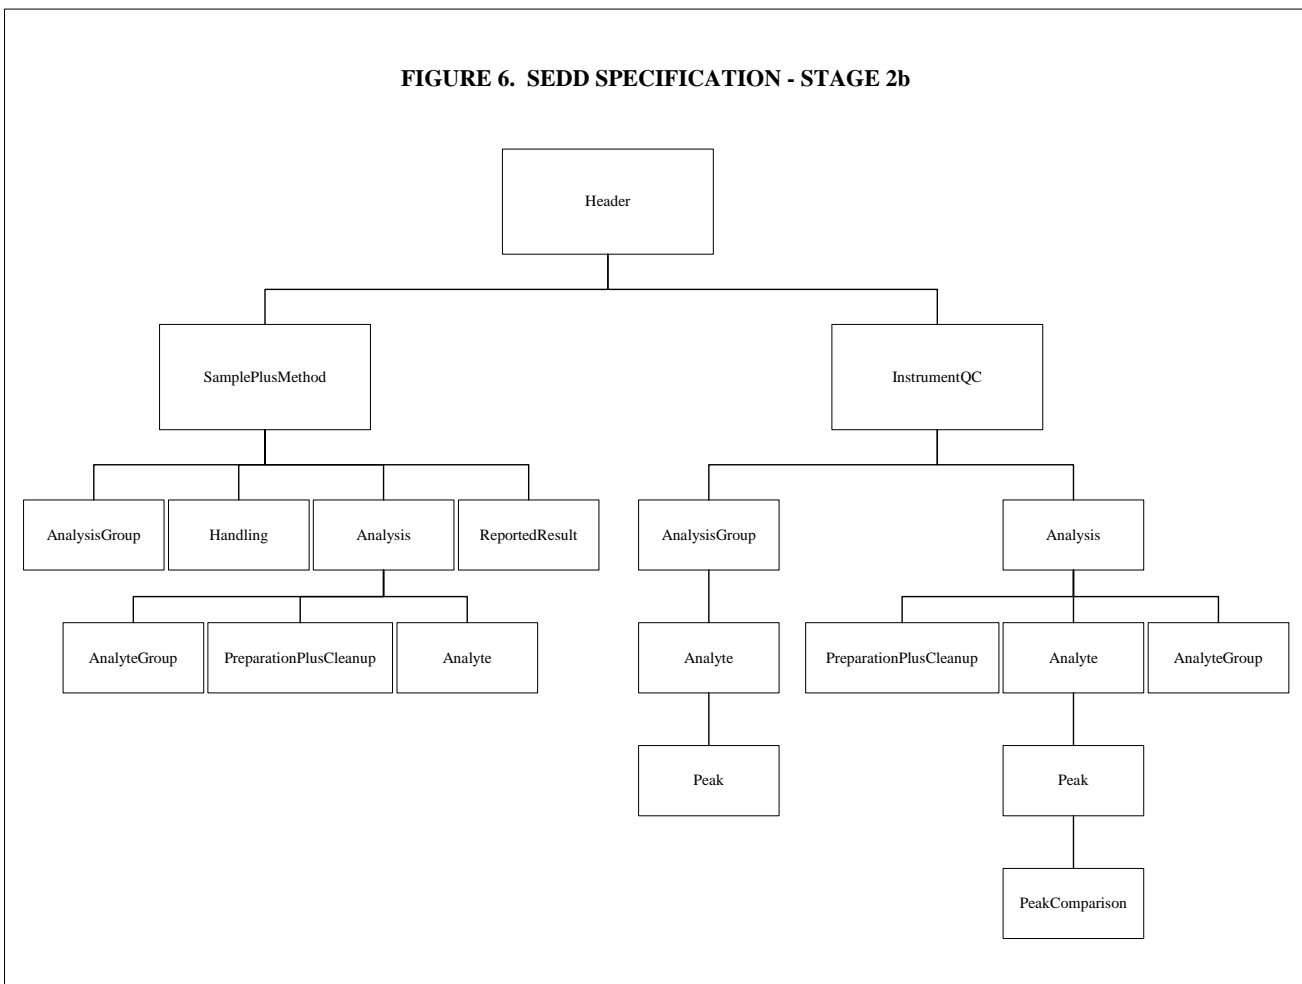 FIGURE 6. SEDD SPECIFICATION - STAGE 2b
Header
SamplePlusMethod
InstrumentQC
AnalysisGroup
Handling
Analysis
ReportedResult
AnalysisGroup
Analysis
AnalyteGroup
PreparationPlusCleanup
Analyte
Analyte
PreparationPlusCleanup
Analyte
AnalyteGroup
Peak
Peak
PeakComparison